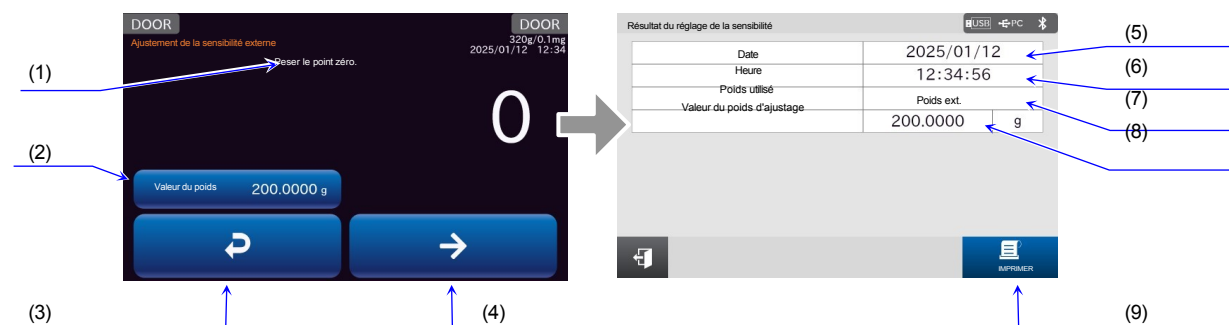 DOOR
DOOR
Ajustement de la sensibilité externe
320g/0.1mg
2025/01/12 12:34
Peser le point zéro.
(1)
0
(2)
Valeur du poids 200.0000 g
(3)
(4)
Résultat du réglage de la sensibilité
USB PC
Date 2025/01/12
(5)
Heure 12:34:56
(6)
Poids utilisé Poids ext.
(7)
Valeur du poids d'ajustage 200.0000 g
(8)
IMPRIMER
(9)